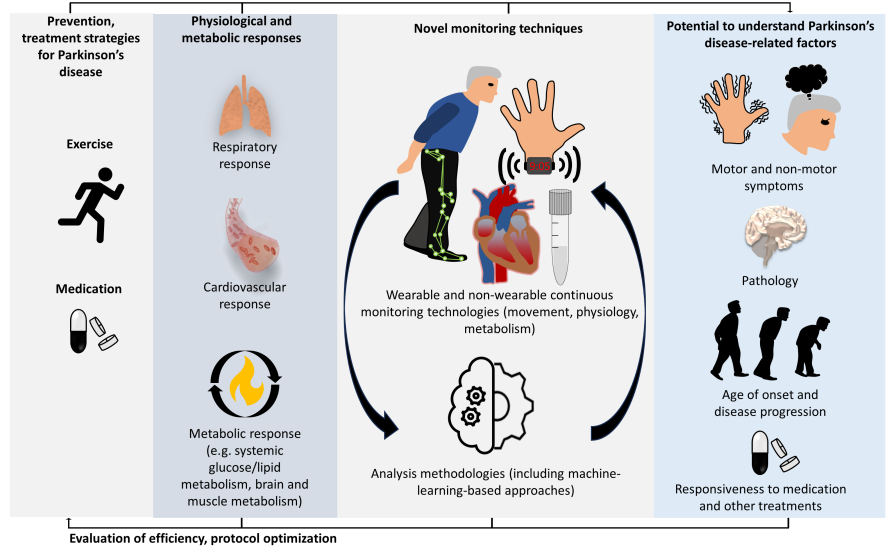 Prevention,
treatment strategies
for Parkinson's
disease
Exercise
Medication
Physiological and
metabolic responses
Respiratory
response
Cardiovascular
response
Metabolic response
(e.g. systemic
glucose/lipid
metabolism, brain and
muscle metabolism)
Novel monitoring techniques
Wearable and non-wearable continuous
monitoring technologies (movement, physiology,
metabolism)
Analysis methodologies (including machine-
learning-based approaches)
Potential to understand Parkinson's
disease-related factors
Motor and non-motor
symptoms
Pathology
Age of onset and
disease progression
Responsiveness to medication
and other treatments
Evaluation of efficiency, protocol optimization